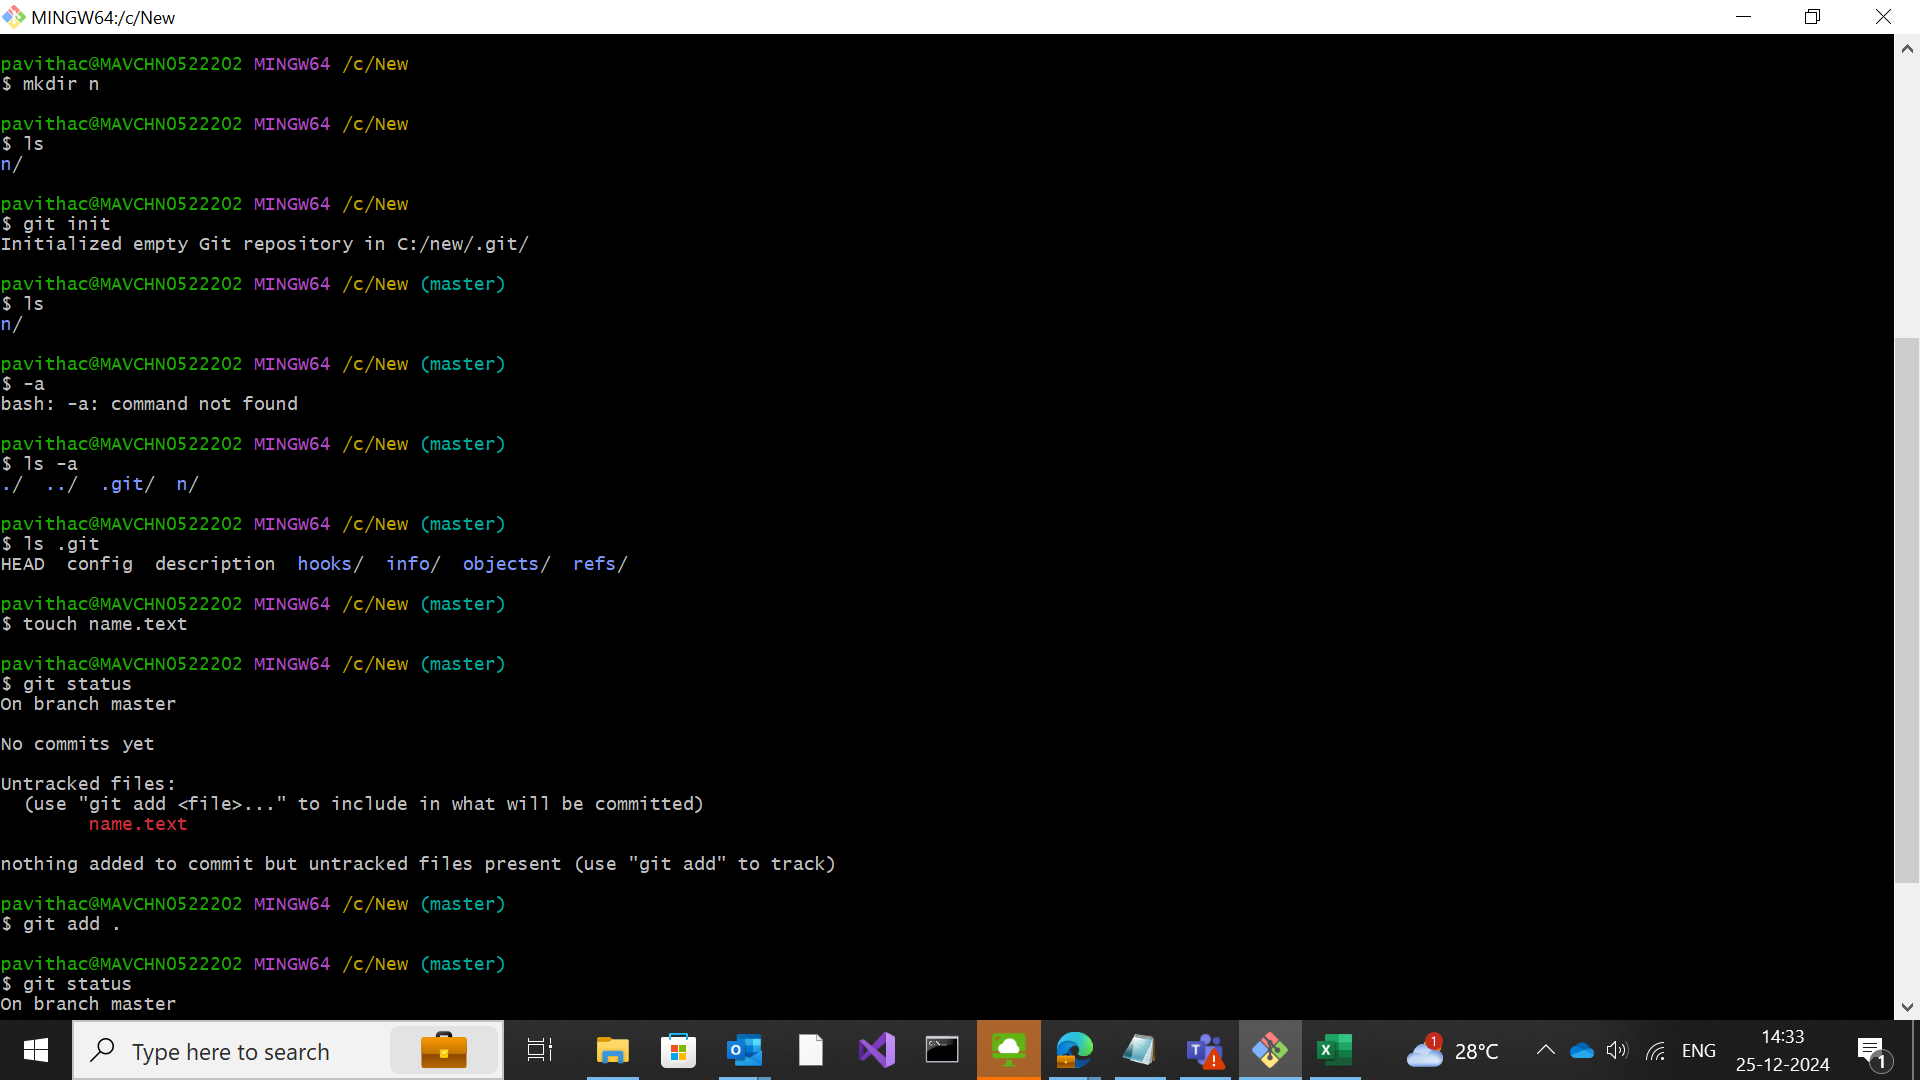 MINGW64:/c/New
pavithac@MAVCHN0522202 MINGW64 /c/New
$ mkdir n
pavithac@MAVCHN0522202 MINGW64 /c/New
$ ls
n/
pavithac@MAVCHN0522202 MINGW64 /c/New
$ git init
Initialized empty Git repository in C:/new/.git/
pavithac@MAVCHN0522202 MINGW64 /c/New (master)
$ ls
n/
pavithac@MAVCHN0522202 MINGW64 /c/New (master)
$ -a
bash: -a: command not found
pavithac@MAVCHN0522202 MINGW64 /c/New (master)
$ ls -a
./  ../  .git/  n/
pavithac@MAVCHN0522202 MINGW64 /c/New (master)
$ ls .git
HEAD  config  description  hooks/  info/  objects/  refs/
pavithac@MAVCHN0522202 MINGW64 /c/New (master)
$ touch name.text
pavithac@MAVCHN0522202 MINGW64 /c/New (master)
$ git status
On branch master
No commits yet
Untracked files:
  (use "git add <file>..." to include in what will be committed)
        name.text
nothing added to commit but untracked files present (use "git add" to track)
pavithac@MAVCHN0522202 MINGW64 /c/New (master)
$ git add .
pavithac@MAVCHN0522202 MINGW64 /c/New (master)
$ git status
On branch master
Type here to search
1
28°C
ENG
14:33
25-12-2024
1